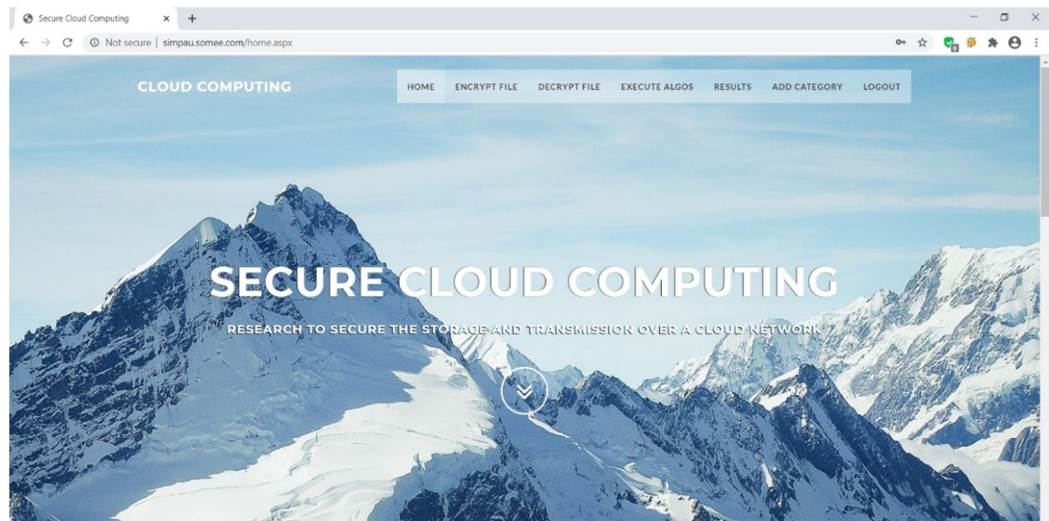 Secure Cloud Computing
Not secure | simpau.somee.com/home.aspx
CLOUD COMPUTING
HOME ENCRYPT FILE DECRYPT FILE EXECUTE ALGOS RESULTS ADD CATEGORY LOGOUT
SECURE CLOUD COMPUTING
RESEARCH TO SECURE THE STORAGE AND TRANSMISSION OVER A CLOUD NETWORK